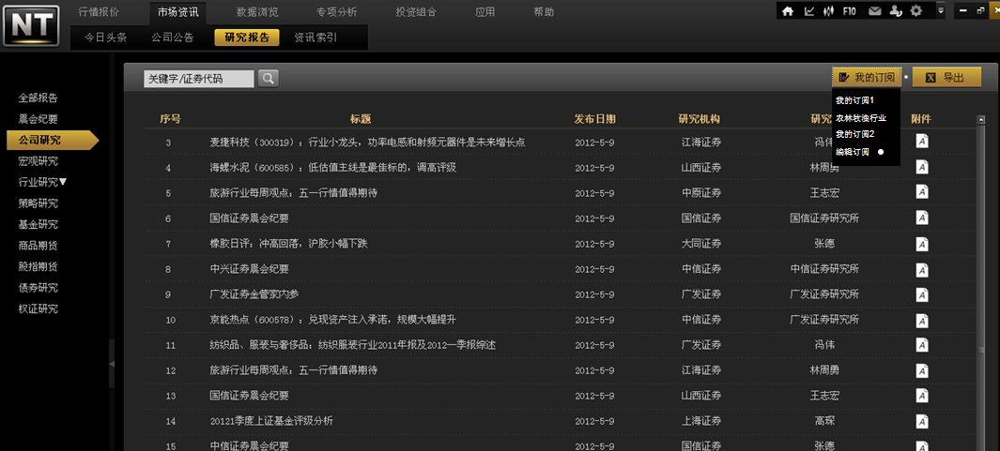 NT
行情报价 市场资讯 数据浏览 专项分析 投资组合 应用 帮助
F10
今日头条 公司公告 研究报告 资讯索引
关键字/证券代码 我的订阅 导出
全部报告
晨会纪要
公司研究
宏观研究
行业研究▼
策略研究
基金研究
商品期货
股指期货
债券研究
权证研究
我的订阅1
农林牧渔行业
我的订阅2
编辑订阅
序号 标题 发布日期 研究机构 研究 附件
3 麦捷科技(300319):行业小龙头,功率电感和射频元器件是未来增长点 2012-5-9 江海证券 冯伟
4 海螺水泥(600585):低估值主线是最佳标的,调高评级 2012-5-9 山西证券 林周勇
5 旅游行业每周观点:五一行情值得期待 2012-5-9 中原证券 王志宏
6 国信证券晨会纪要 2012-5-9 国信证券 国信证券研究所
7 橡胶日评:冲高回落,沪胶小幅下跌 2012-5-9 大同证券 张德
8 中兴证券晨会纪要 2012-5-9 中信证券 中信证券研究所
9 广发证券金管家内参 2012-5-9 广发证券 广发证券研究所
10 京能热点(600578):兑现资产注入承诺,规模大幅提升 2012-5-9 中信证券 广发证券研究所
11 纺织品、服装与奢侈品:纺织服装行业2011年报及2012一季报综述 2012-5-9 广发证券 冯伟
12 旅游行业每周观点:五一行情值得期待 2012-5-9 江海证券 林周勇
13 国信证券晨会纪要 2012-5-9 山西证券 王志宏
14 20121季度上证基金评级分析 2012-5-9 上海证券 高琛
15 中信证券晨会纪要 2012-5-9 国信证券 张德